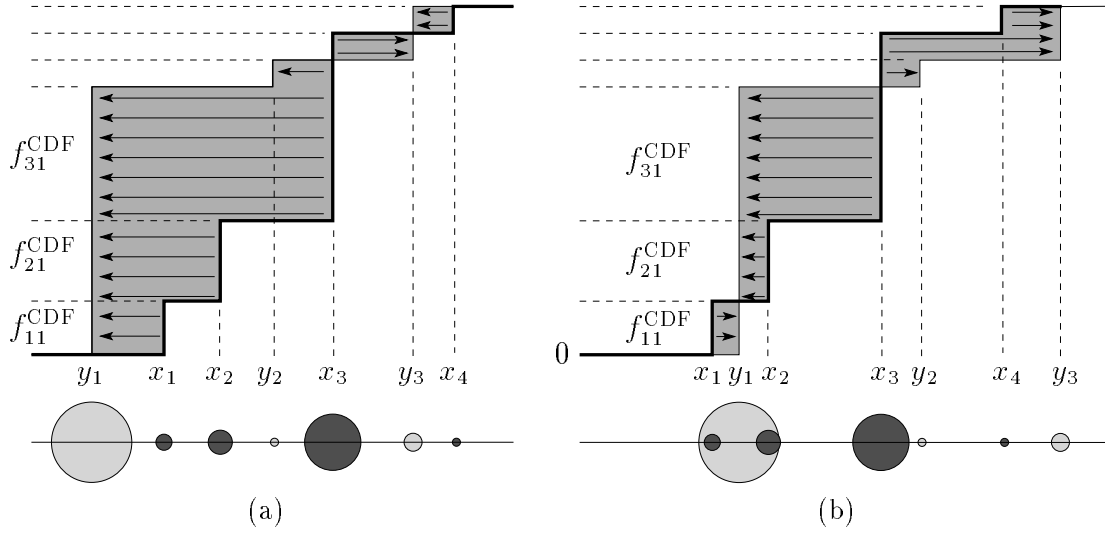 f_{31}^{CDF} f_{31}^{CDF}
f_{21}^{CDF} f_{21}^{CDF}
f_{11}^{CDF} f_{11}^{CDF}
0
y_1 x_1 x_2 y_2 x_3 y_3 x_4 x_1 y_1 x_2 x_3 y_2 x_4 y_3
(a) (b)